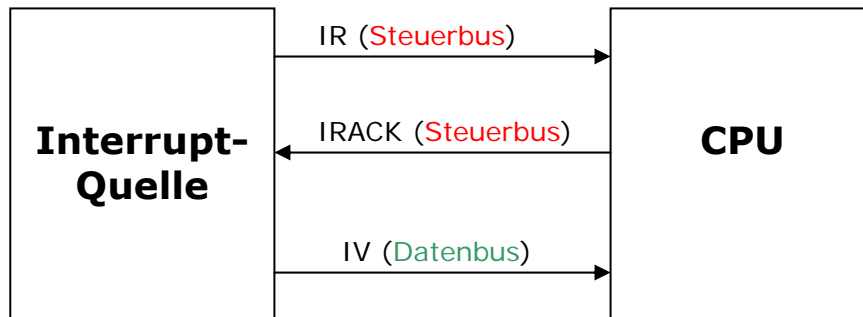 IR (Steuerbus)
Interrupt-
Quelle
IRACK (Steuerbus)
CPU
IV (Datenbus)